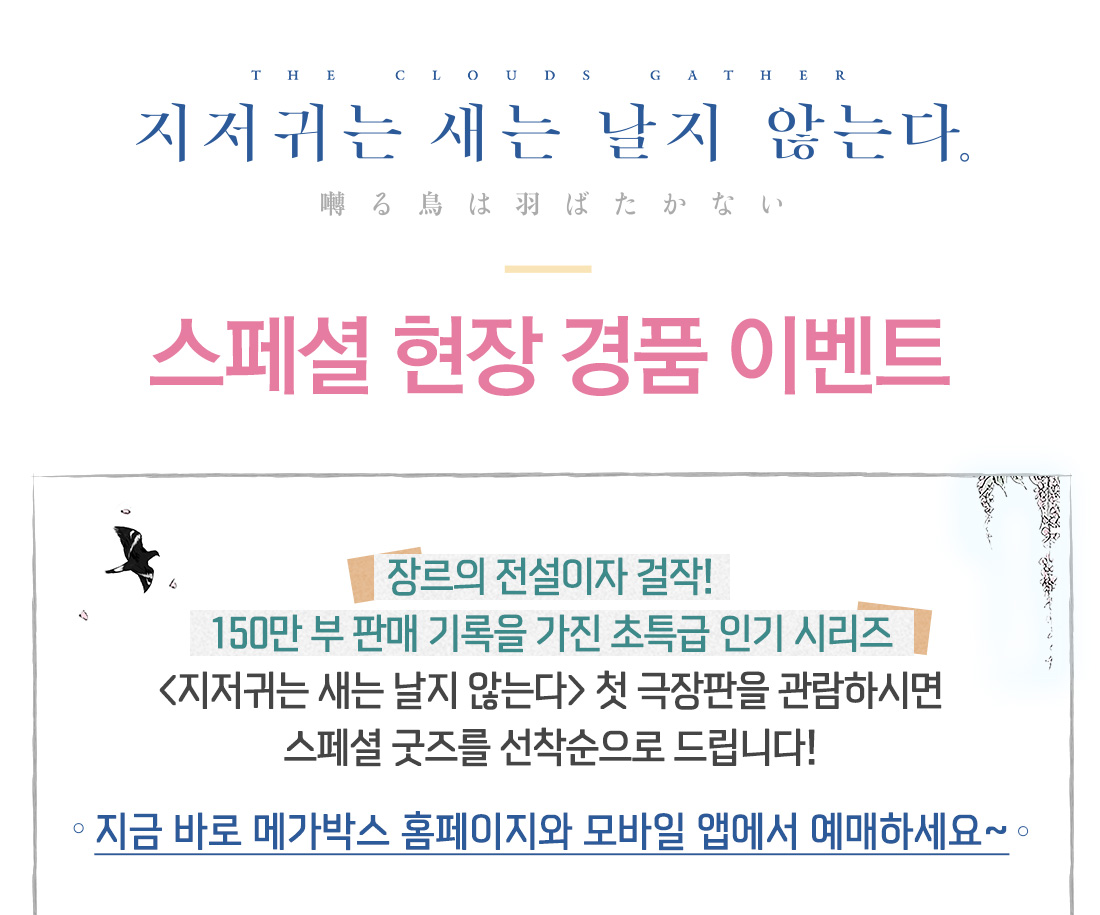 THE CLOUDS GATHER
지저귀는 새는 날지 않는다。
囀る鳥は羽ばたかない
스페셜 현장 경품 이벤트
장르의 전설이자 걸작!
150만 부 판매 기록을 가진 초특급 인기 시리즈
<지저귀는 새는 날지 않는다> 첫 극장판을 관람하시면
스페셜 굿즈를 선착순으로 드립니다!
◦ 지금 바로 메가박스 홈페이지와 모바일 앱에서 예매하세요~ ◦